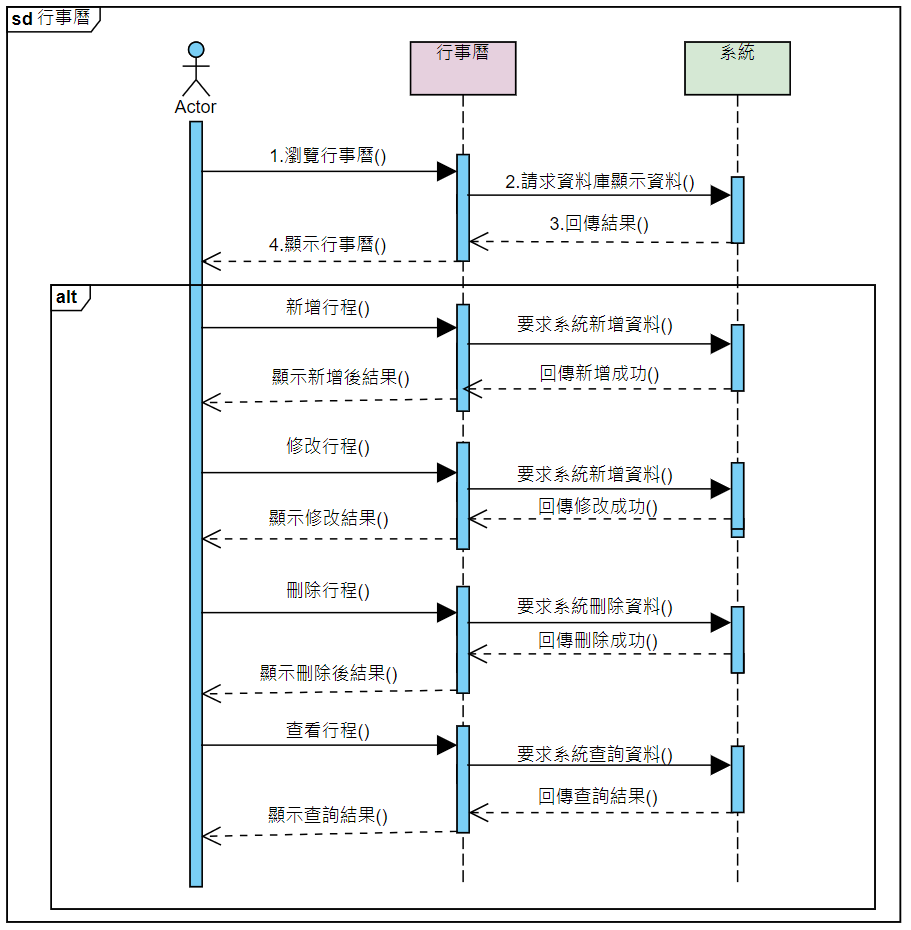 sd 行事曆
Actor
行事曆
系統
1.瀏覽行事曆()
2.請求資料庫顯示資料()
3.回傳結果()
4.顯示行事曆()
alt
新增行程()
要求系統新增資料()
回傳新增成功()
顯示新增後結果()
修改行程()
要求系統新增資料()
回傳修改成功()
顯示修改結果()
刪除行程()
要求系統刪除資料()
回傳刪除成功()
顯示刪除後結果()
查看行程()
要求系統查詢資料()
回傳查詢結果()
顯示查詢結果()